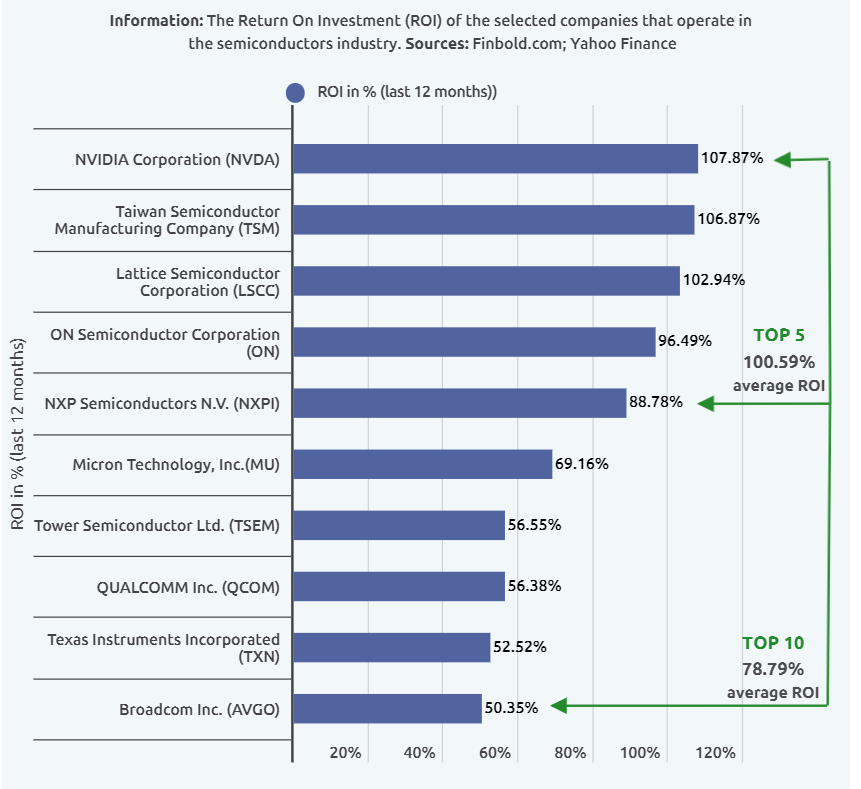 Information: The Return On Investment (ROI) of the selected companies that operate in
the semiconductors industry. Sources: Finbold.com; Yahoo Finance
ROI in % (last 12 months))
ROI in % (last 12 months)
NVIDIA Corporation (NVDA)
107.87%
Taiwan Semiconductor
Manufacturing Company (TSM)
106.87%
Lattice Semiconductor
Corporation (LSCC)
102.94%
ON Semiconductor Corporation
(ON)
96.49%
TOP 5
100.59%
average ROI
NXP Semiconductors N.V. (NXPI)
88.78%
Micron Technology, Inc.(MU)
69.16%
Tower Semiconductor Ltd. (TSEM)
56.55%
QUALCOMM Inc. (QCOM)
56.38%
Texas Instruments Incorporated
(TXN)
52.52%
TOP 10
78.79%
average ROI
Broadcom Inc. (AVGO)
50.35%
20%
40%
60%
80%
100%
120%